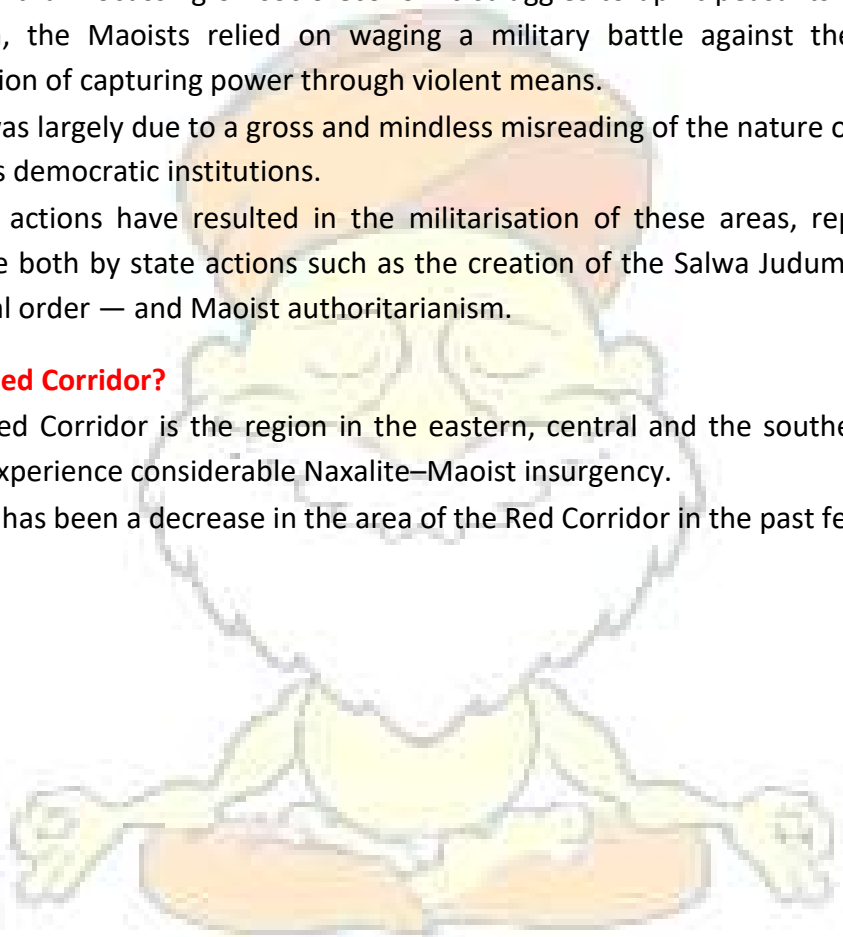 , the Maoists relied on waging a military battle against the
ion of capturing power through violent means.
as largely due to a gross and mindless misreading of the nature o
s democratic institutions.
actions have resulted in the militarisation of these areas, rep
e both by state actions such as the creation of the Salwa Judum
al order — and Maoist authoritarianism.
ed Corridor?
ed Corridor is the region in the eastern, central and the southe
xperience considerable Naxalite–Maoist insurgency.
has been a decrease in the area of the Red Corridor in the past fe